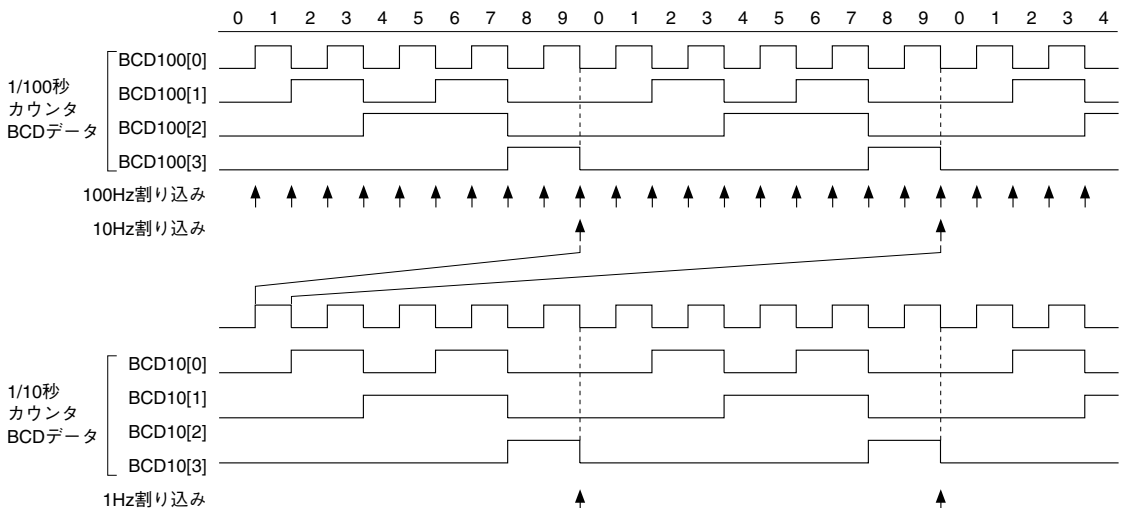 0 1 2 3 4 5 6 7 8 9 0 1 2 3 4 5 6 7 8 9 0 1 2 3 4
1/100秒
カウンタ
BCDデータ
BCD100[0]
BCD100[1]
BCD100[2]
BCD100[3]
100Hz割り込み
10Hz割り込み
1/10秒
カウンタ
BCDデータ
BCD10[0]
BCD10[1]
BCD10[2]
BCD10[3]
1Hz割り込み